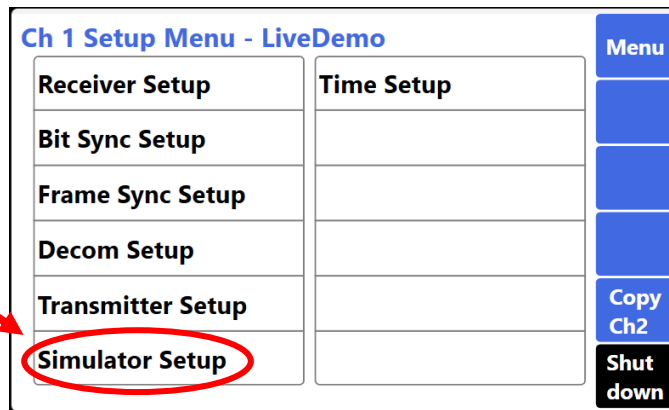 Ch 1 Setup Menu - LiveDemo
Menu
Receiver Setup
Time Setup
Bit Sync Setup
Frame Sync Setup
Decom Setup
Transmitter Setup
Simulator Setup
Copy
Ch2
Shut
down